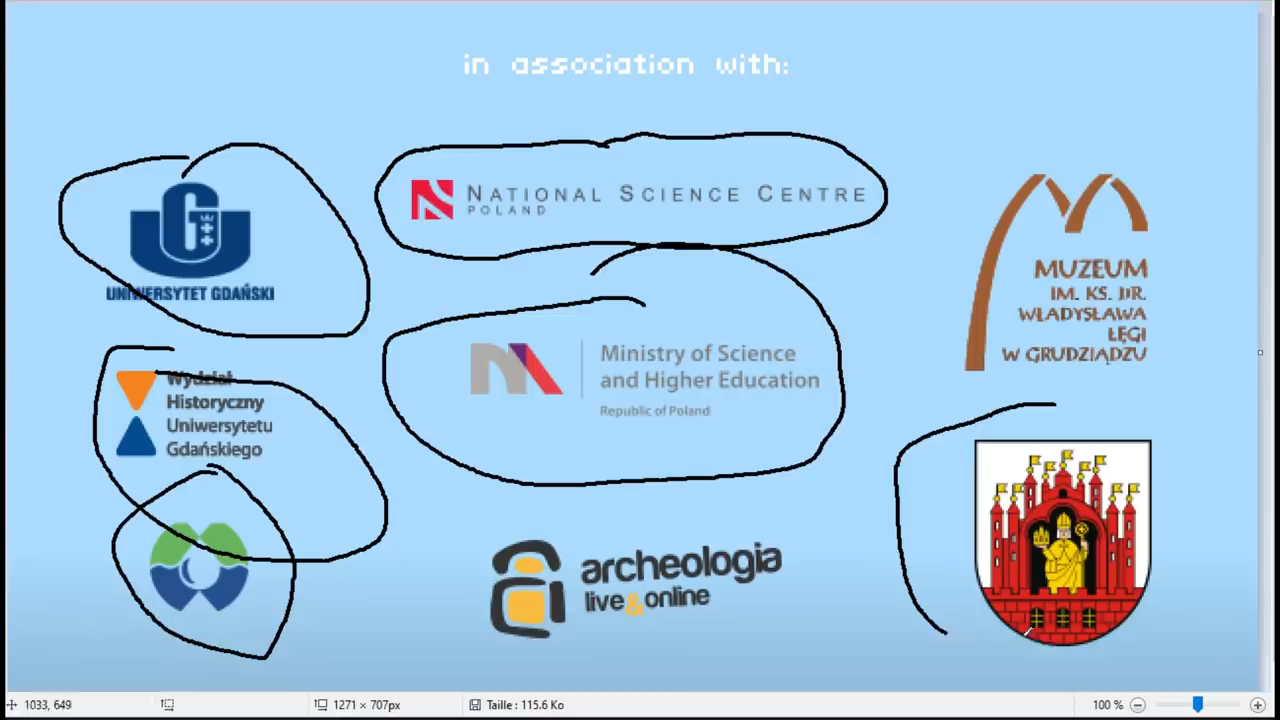 in association with:
UNIWERSYTET GDAŃSKI
NATIONAL SCIENCE CENTRE
POLAND
MUZEUM
IM. KS. DR.
WŁADYSŁAWA
ŁĘGI
W GRUDZIĄDZU
Wydział
Historyczny
Uniwersytetu
Gdańskiego
Ministry of Science
and Higher Education
Republic of Poland
archeologia
live&online
1033, 649
1271 × 707px
Taille : 115.6 Ko
100 %